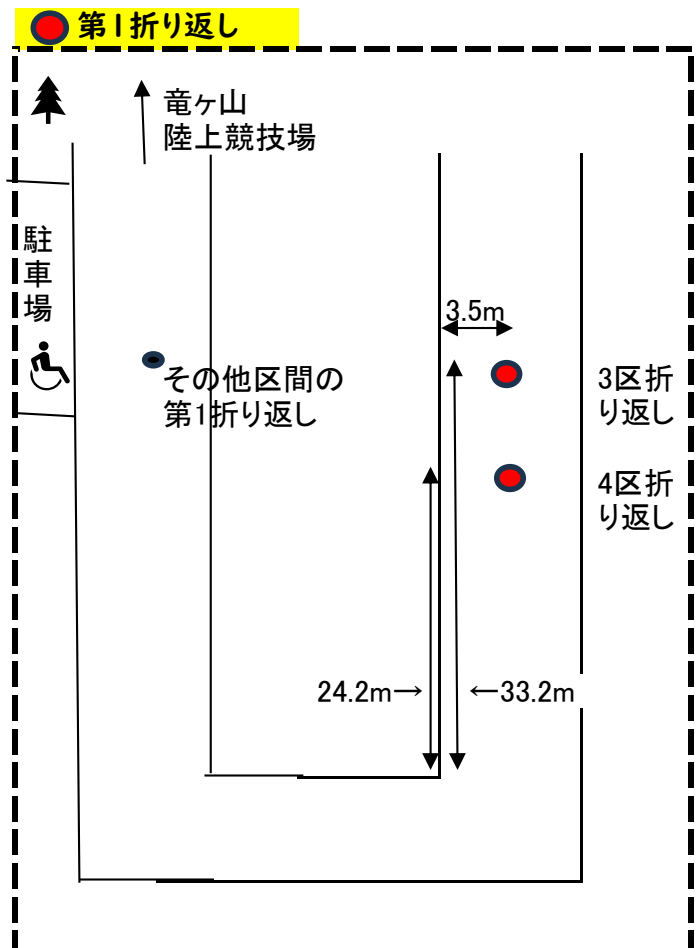 第1折り返し
竜ヶ山
陸上競技場
駐
車
場
3.5m
その他区間の
第1折り返し
3区折
り返し
4区折
り返し
24.2m→
←33.2m